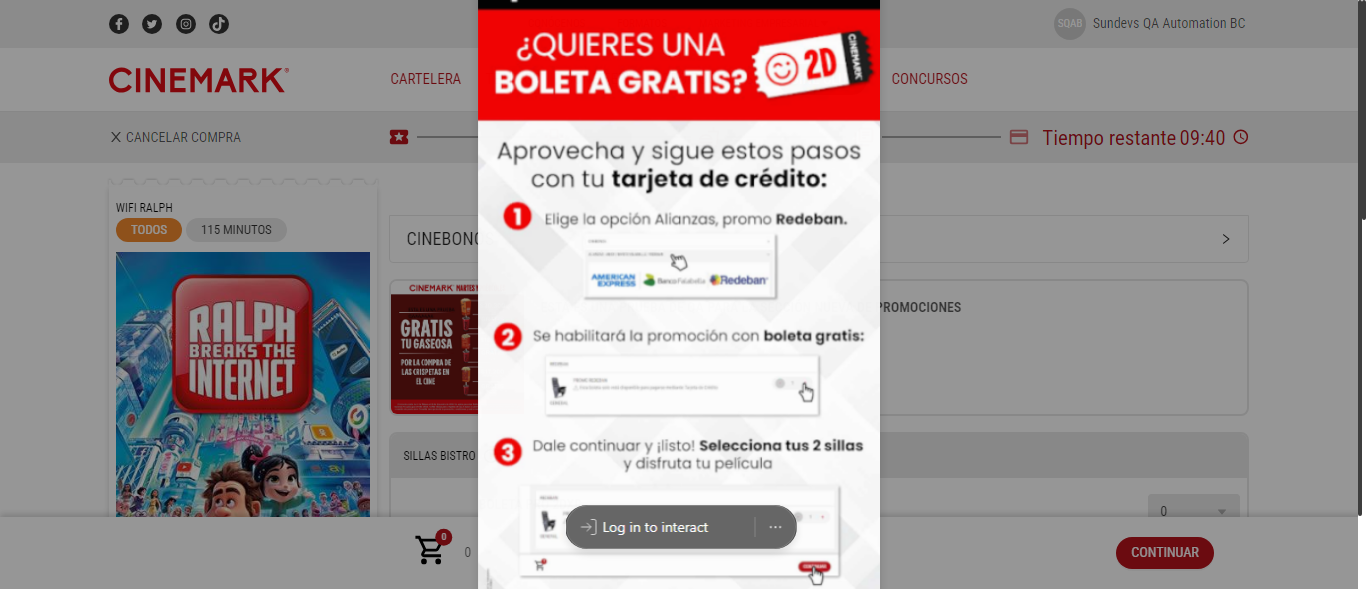 SQAB Sundevs QA Automation BC
CINEMARK
CARTELERA
CONCURSOS
CANCELAR COMPRA
Tiempo restante 09:40
WIFI RALPH
TODOS
115 MINUTOS
RALPH
BREAKS THE
INTERNET
CINEBONO
CINEMARK MARTES
GRATIS
TU GASEOSA
POR LA COMPRA DE
LAS CRISPETAS EN
EL CINE
PROMOCIONES
SILLAS BISTRO
0
¿QUIERES UNA
BOLETA GRATIS?
2D
CINEMARK
Aprovecha y sigue estos pasos
con tu tarjeta de crédito:
1 Elige la opción Alianzas, promo Redeban.
AMERICAN
EXPRESS
Banco Falabella
Redeban
2 Se habilitará la promoción con boleta gratis:
3 Dale continuar y ¡listo! Selecciona tus 2 sillas
y disfruta tu película
Log in to interact
0
0
CONTINUAR